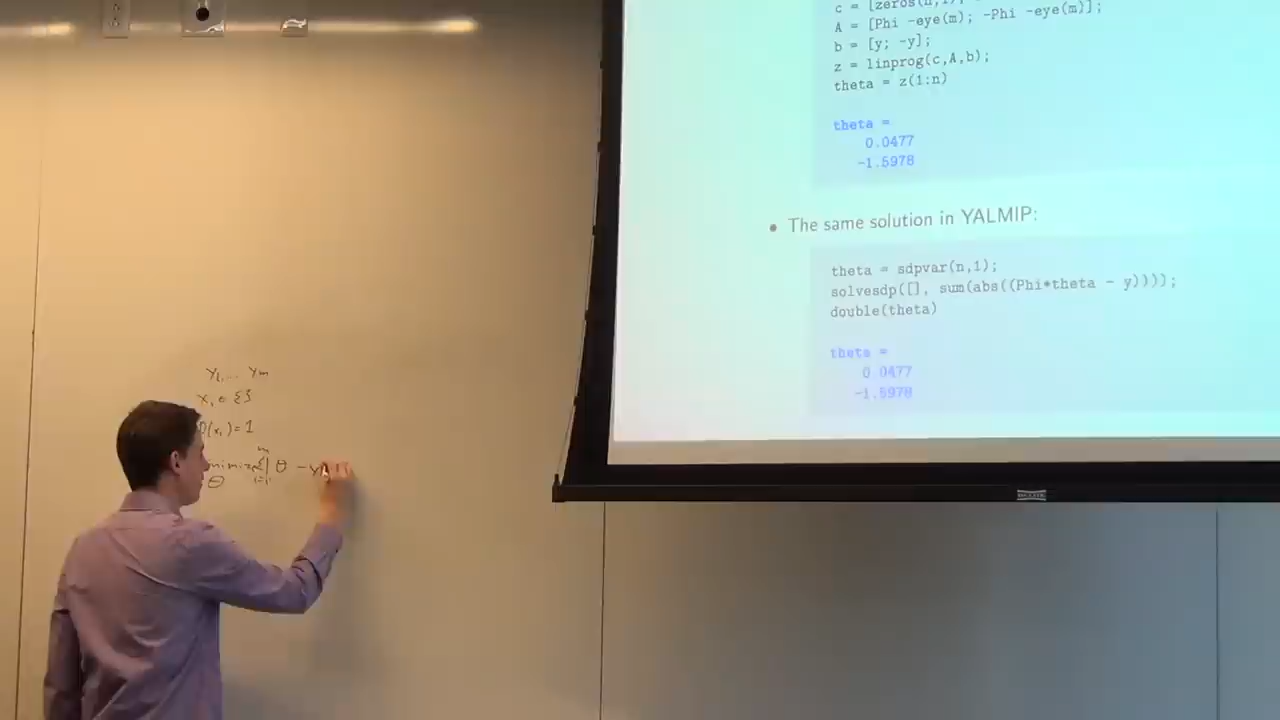 c = [zeros(n,1);
A = [Phi -eye(m); -Phi -eye(m)];
b = [y; -y];
z = linprog(c,A,b);
theta = z(1:n)
theta =
0.0477
-1.5978
• The same solution in YALMIP:
theta = sdpvar(n,1);
solvesdp([], sum(abs((Phi*theta - y))));
double(theta)
theta =
0.0477
-1.5978
y₁, ... yₘ
(x₁) = 1
θ